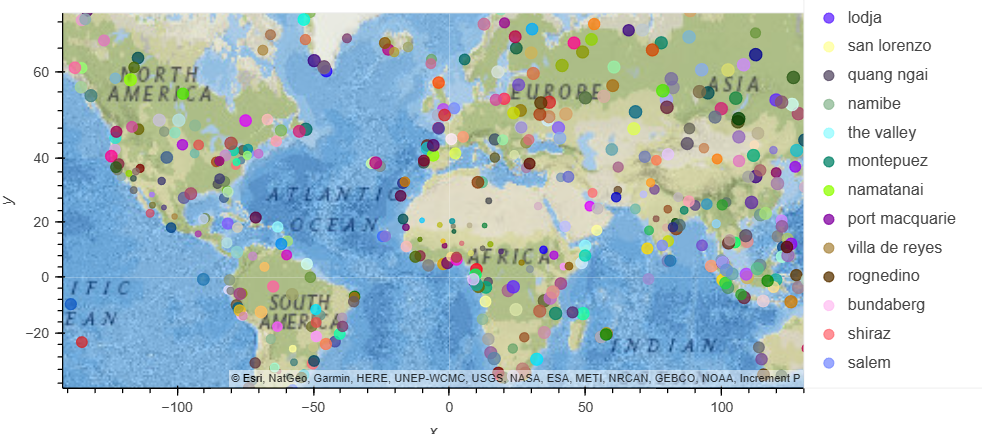 NORTH
AMERICA
EUROPE
ASIA
ATLANTIC
OCEAN
AFRICA
IFIC
EAN
SOUTH
AMERICA
INDIAN
© Esri, NatGeo, Garmin, HERE, UNEP-WCMC, USGS, NASA, ESA, METI, NRCAN, GEBCO, NOAA, Increment P
y
60
40
20
0
−20
−100
−50
0
50
100
x
lodja
san lorenzo
quang ngai
namibe
the valley
montepuez
namatanai
port macquarie
villa de reyes
rognedino
bundaberg
shiraz
salem